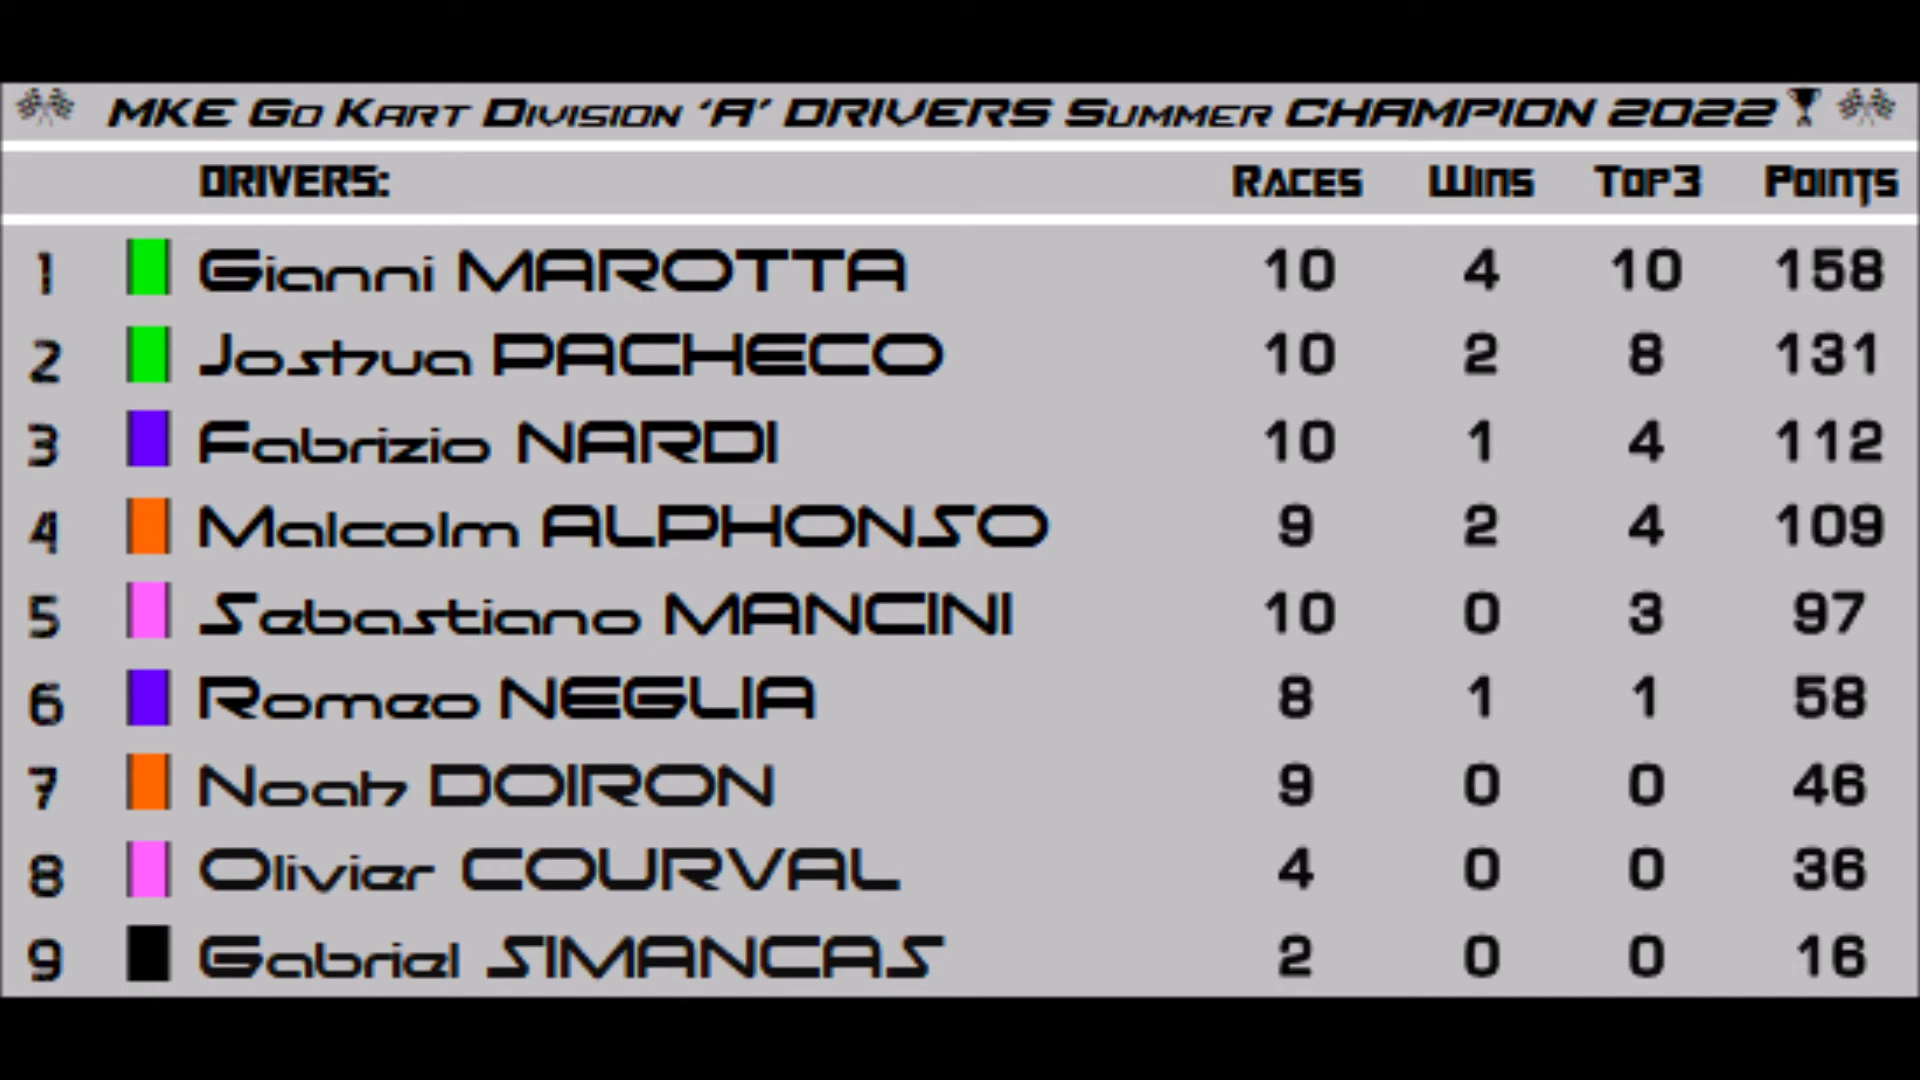 MKE Go Kart Division 'A' DRIVERS Summer CHAMPION 2022
DRIVERS: Races Wins Top3 Points
1 Gianni MAROTTA 10 4 10 158
2 Joshua PACHECO 10 2 8 131
3 Fabrizio NARDI 10 1 4 112
4 Malcolm ALPHONSO 9 2 4 109
5 Sebastiano MANCINI 10 0 3 97
6 Romeo NEGLIA 8 1 1 58
7 Noah DOIRON 9 0 0 46
8 Olivier COURVAL 4 0 0 36
9 Gabriel SIMANCAS 2 0 0 16